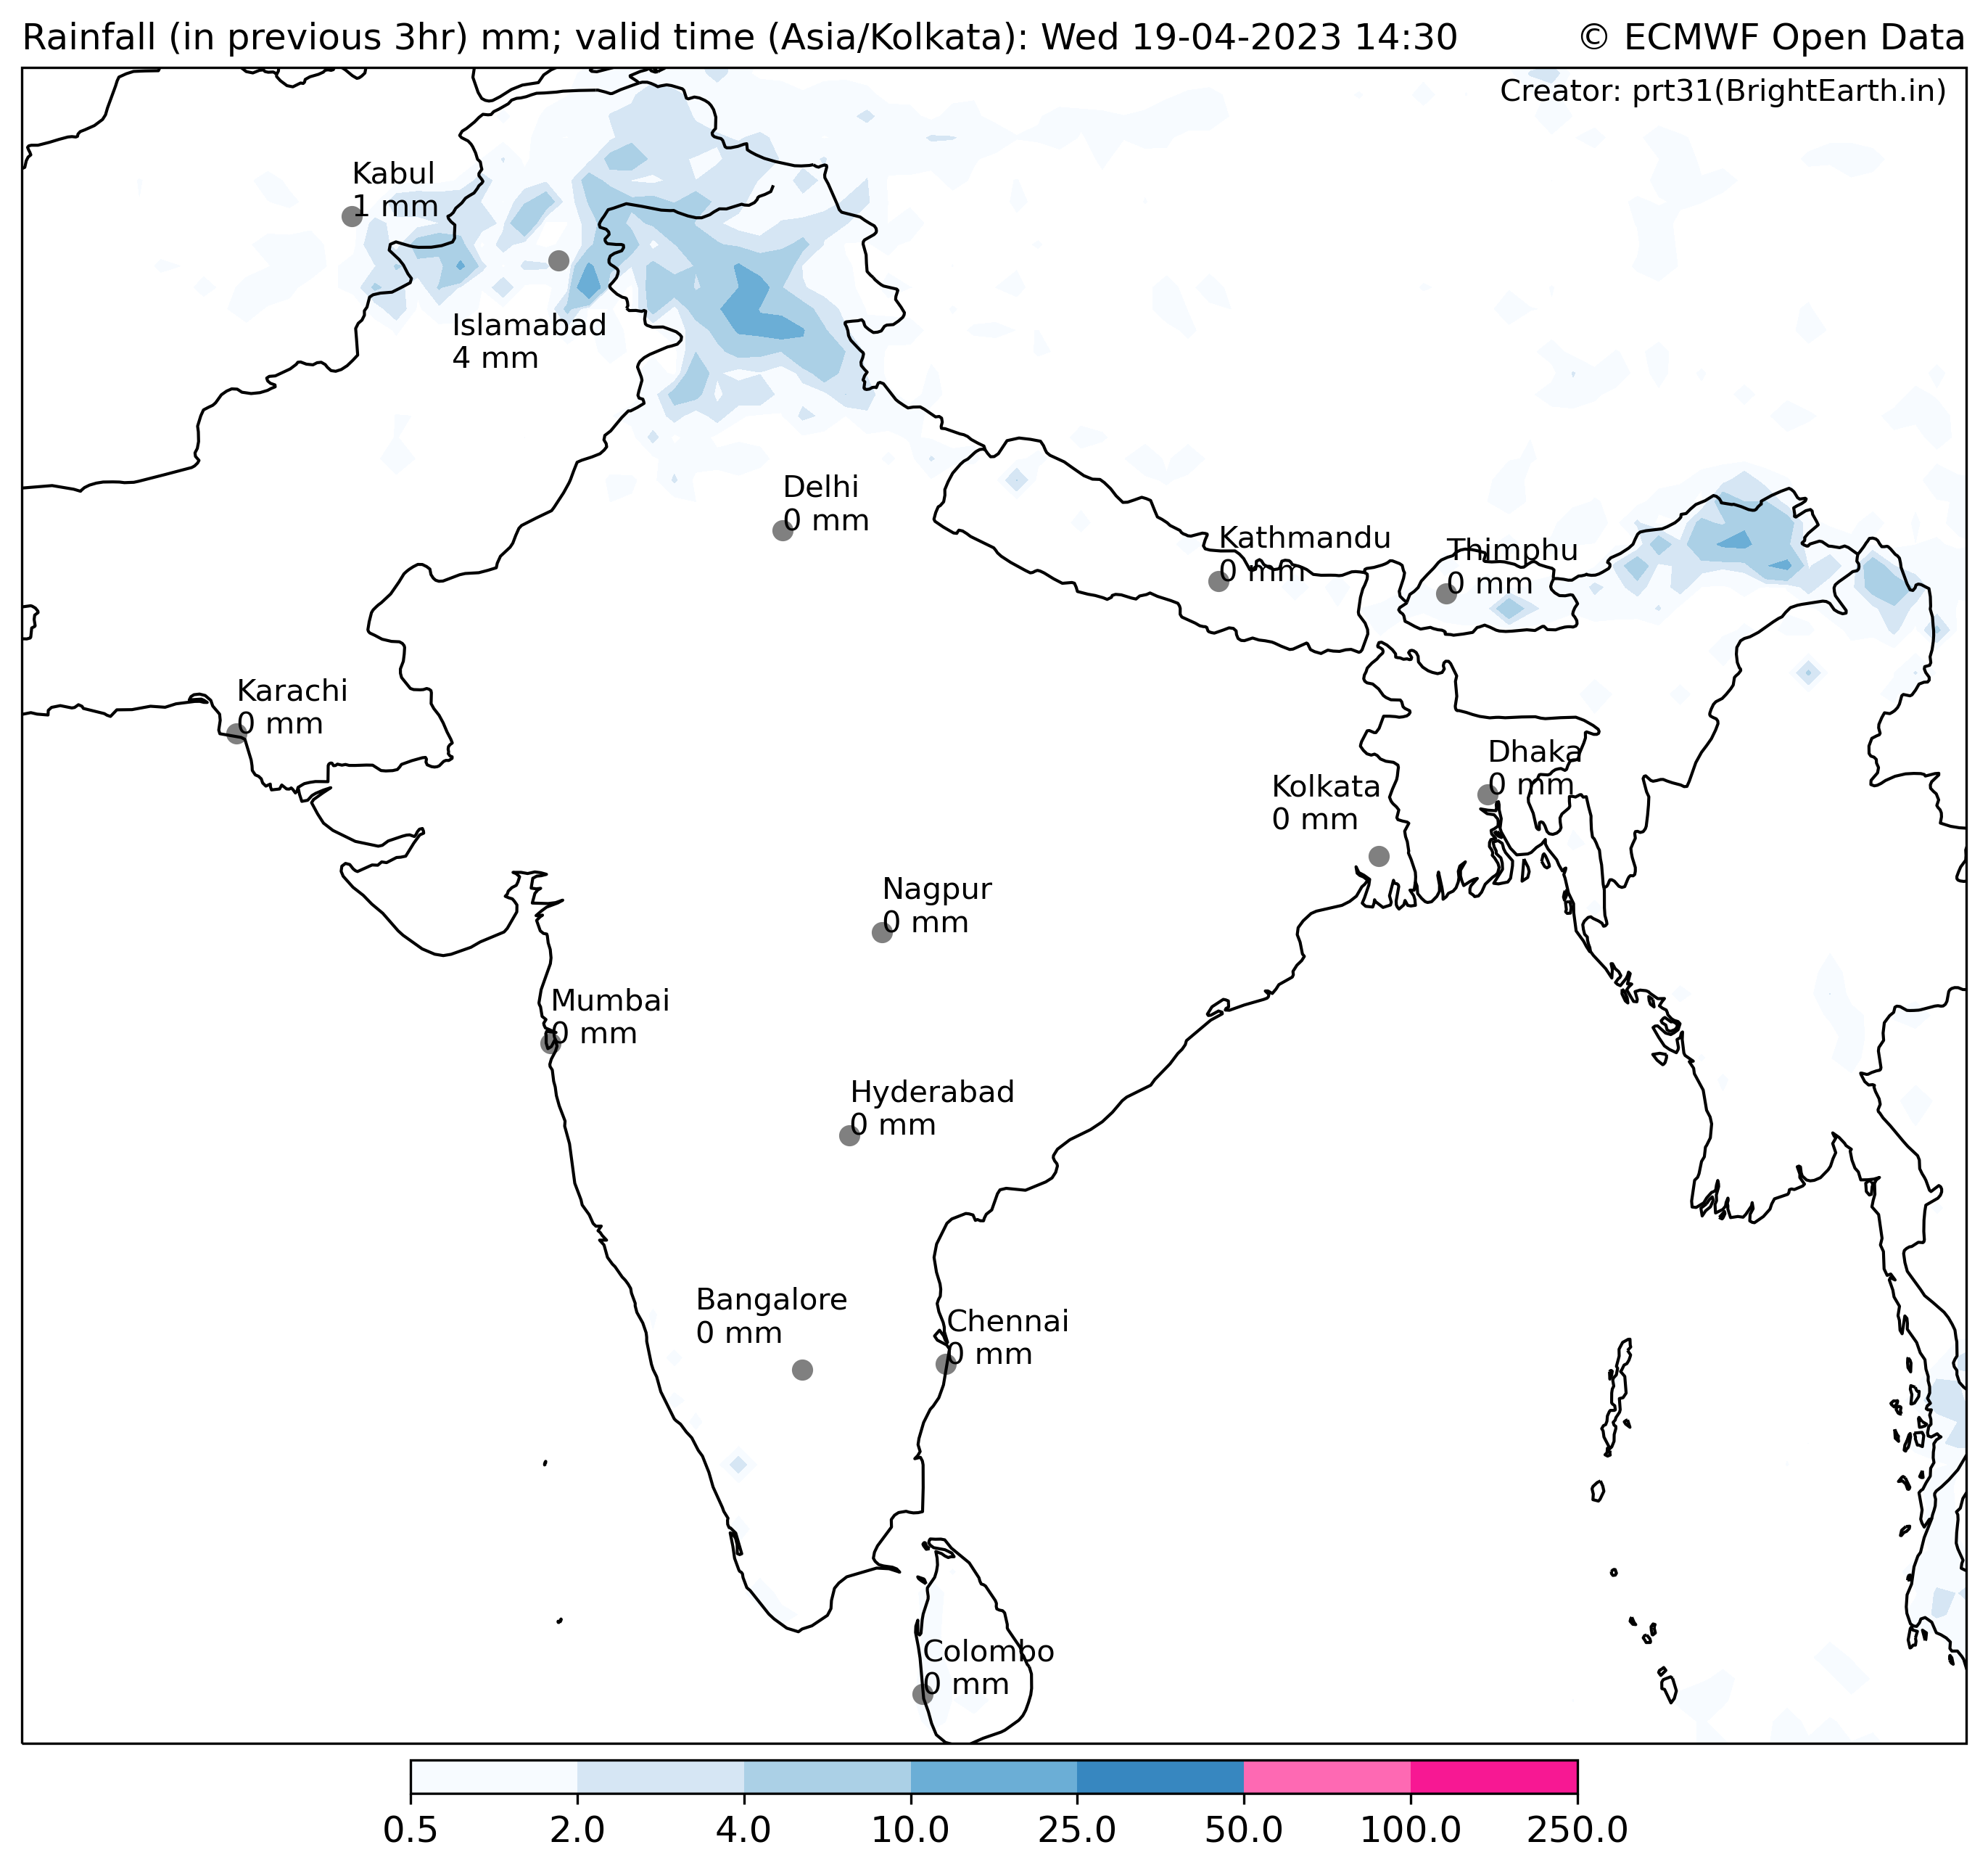 Rainfall (in previous 3hr) mm; valid time (Asia/Kolkata): Wed 19-04-2023 14:30
© ECMWF Open Data
Creator: prt31(BrightEarth.in)
Kabul
1 mm
Islamabad
4 mm
Delhi
0 mm
Kathmandu
0 mm
Thimphu
0 mm
Karachi
0 mm
Dhaka
0 mm
Kolkata
0 mm
Nagpur
0 mm
Mumbai
0 mm
Hyderabad
0 mm
Bangalore
0 mm
Chennai
0 mm
Colombo
0 mm
0.5 2.0 4.0 10.0 25.0 50.0 100.0 250.0